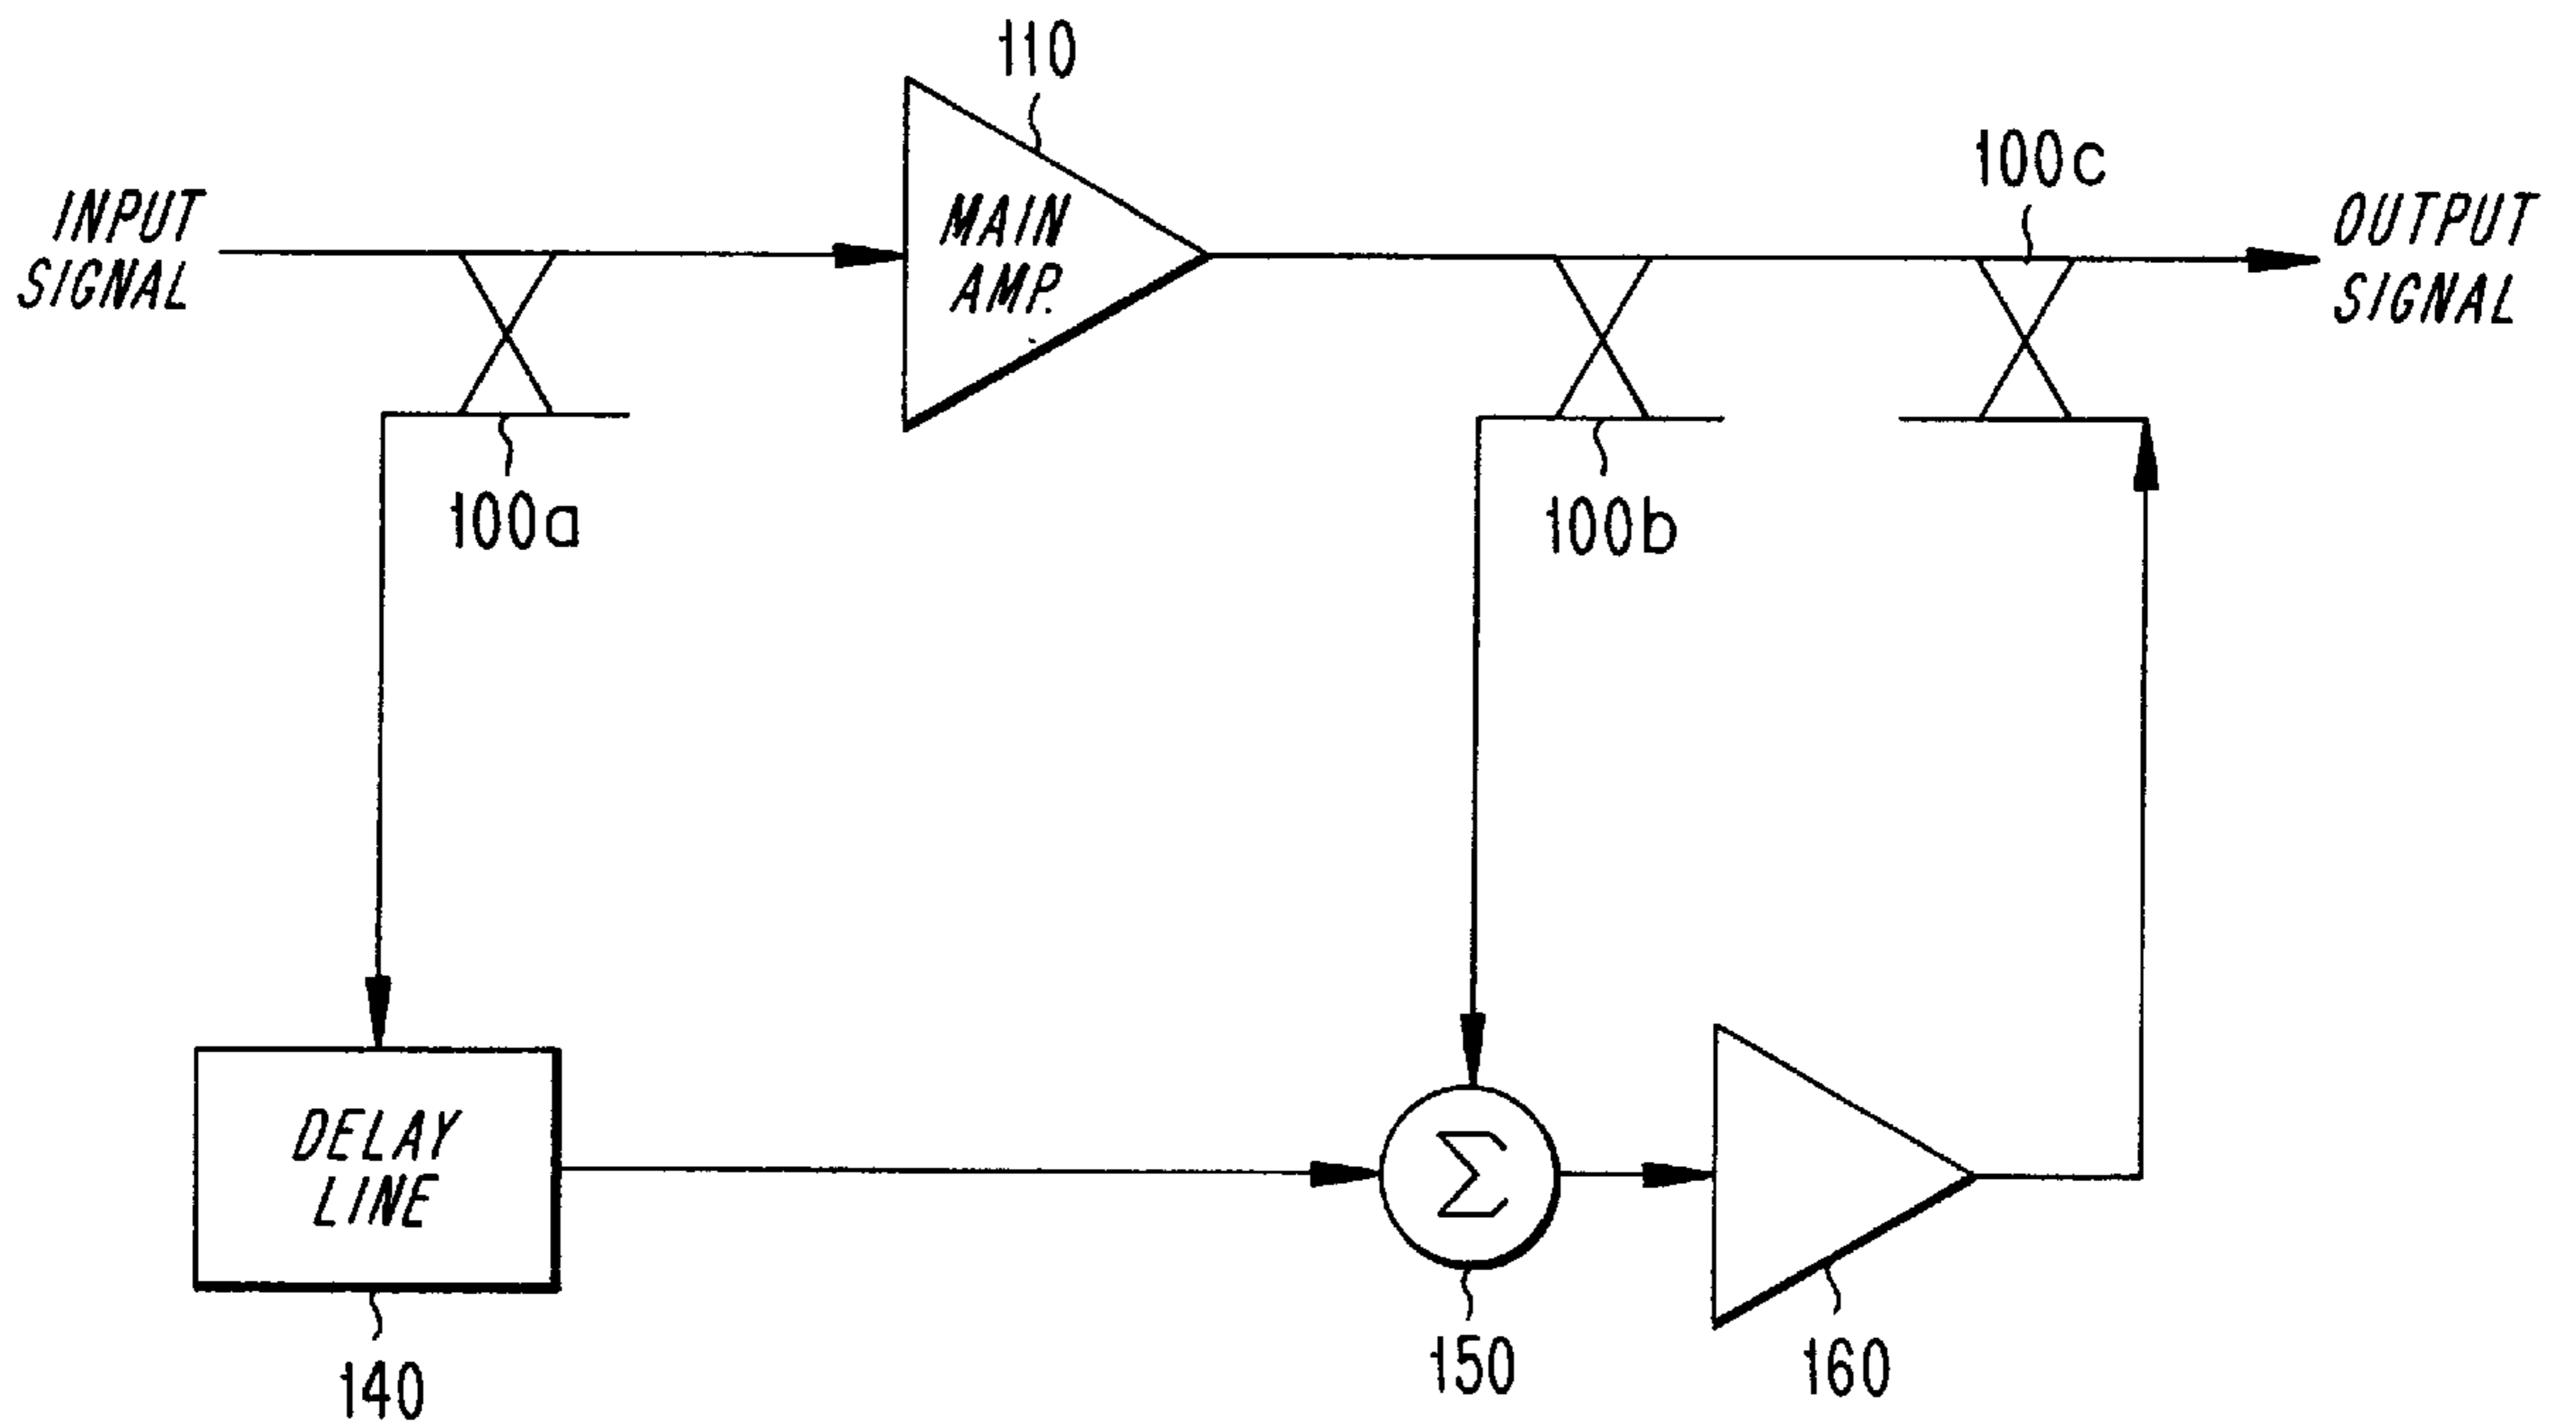 110
100c
INPUT
SIGNAL
MAIN
AMP.
OUTPUT
SIGNAL
100a
100b
DELAY
LINE
Σ
140
150
160